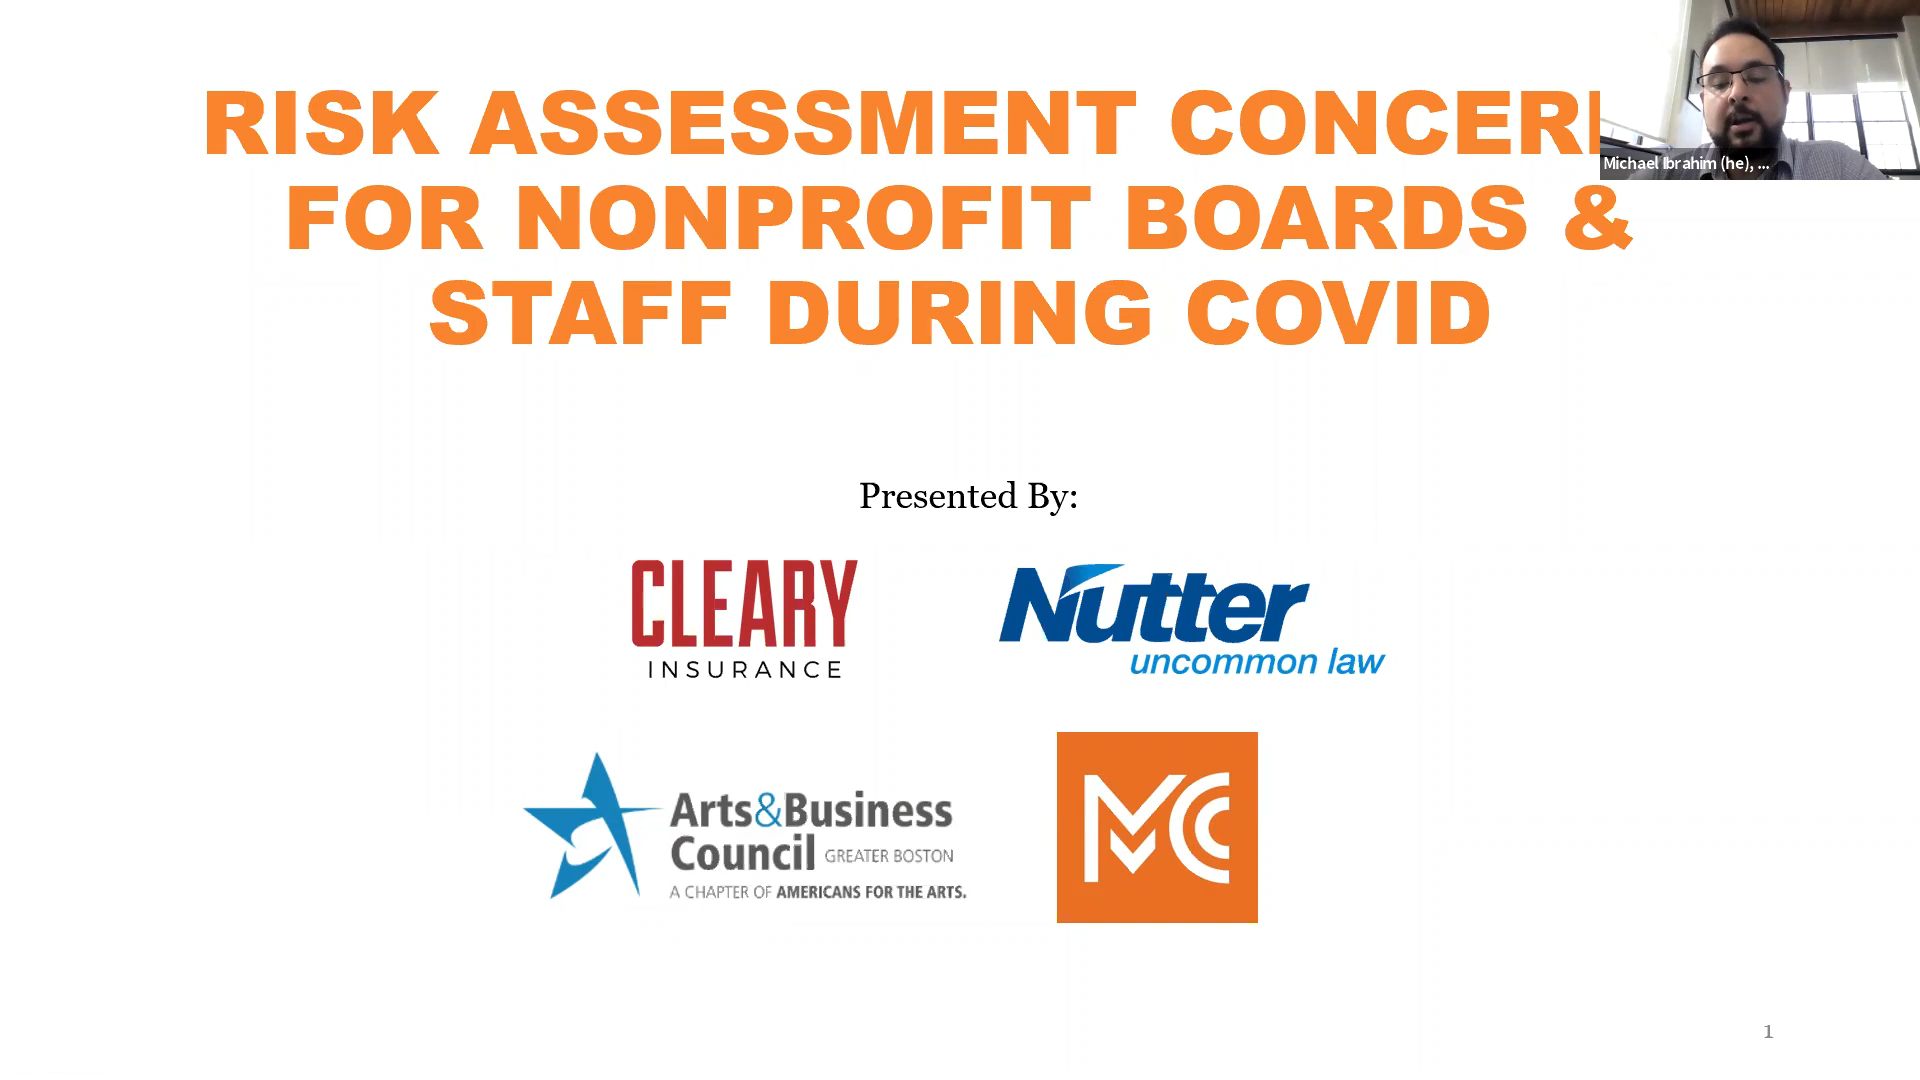 RISK ASSESSMENT CONCER
FOR NONPROFIT BOARDS &
STAFF DURING COVID
Michael Ibrahim (he), ...
Presented By:
CLEARY
INSURANCE
Nutter
uncommon law
Arts&Business
Council GREATER BOSTON
A CHAPTER OF AMERICANS FOR THE ARTS.
MCC
1